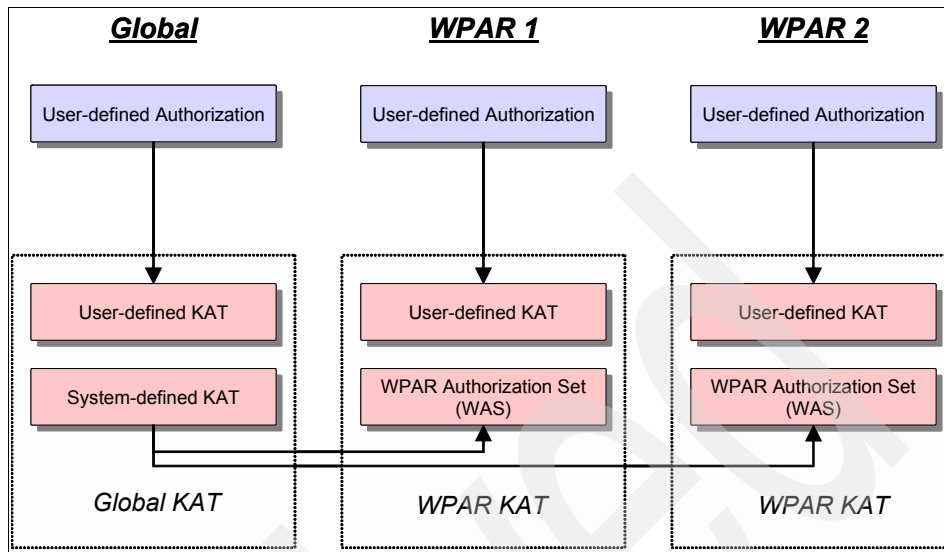 Global
WPAR 1
WPAR 2
User-defined Authorization
User-defined Authorization
User-defined Authorization
User-defined KAT
User-defined KAT
User-defined KAT
System-defined KAT
WPAR Authorization Set
(WAS)
WPAR Authorization Set
(WAS)
Global KAT
WPAR KAT
WPAR KAT